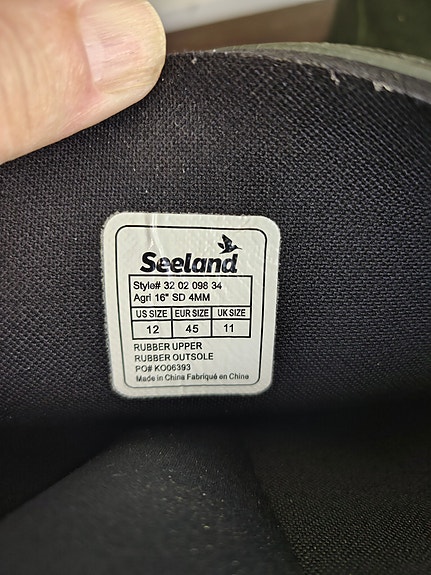 Seeland
Style# 32 02 098 34
Agri 16" SD 4MM
US SIZE EUR SIZE UK SIZE
12 45 11
RUBBER UPPER
RUBBER OUTSOLE
PO# KO06393
Made in China Fabriqué en Chine